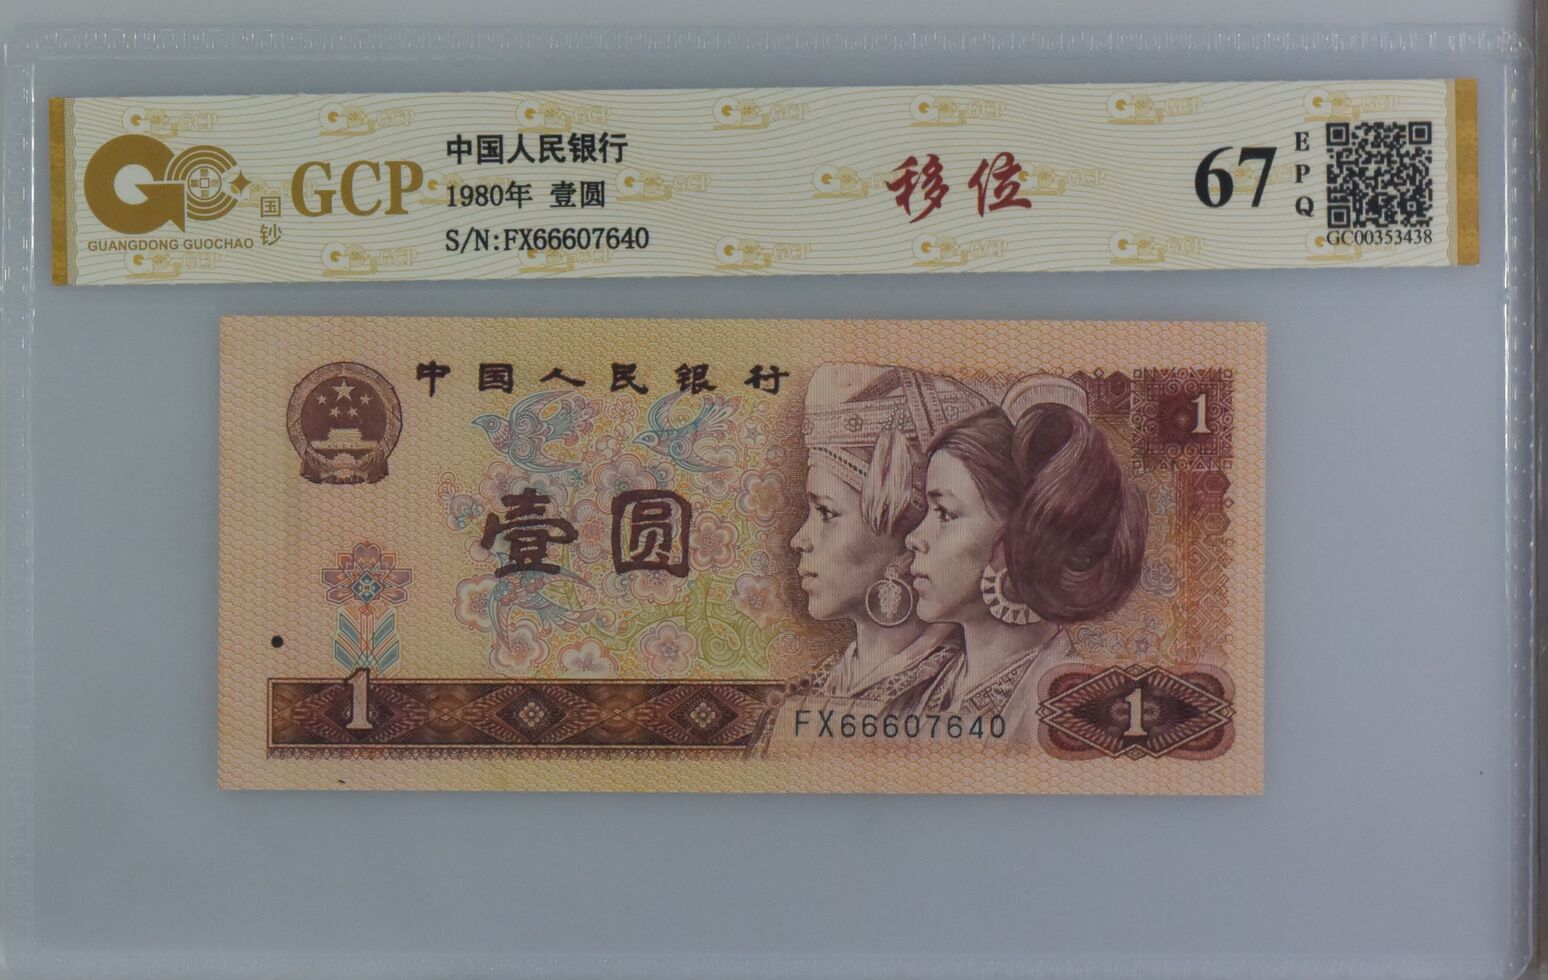 GCP
国
钞
GUANGDONG GUOCHAO
中国人民银行
1980年 壹圆
S/N:FX66607640
移位
67
E
P
Q
GC00353438
中国人民银行
1
壹圆
1
FX66607640
1